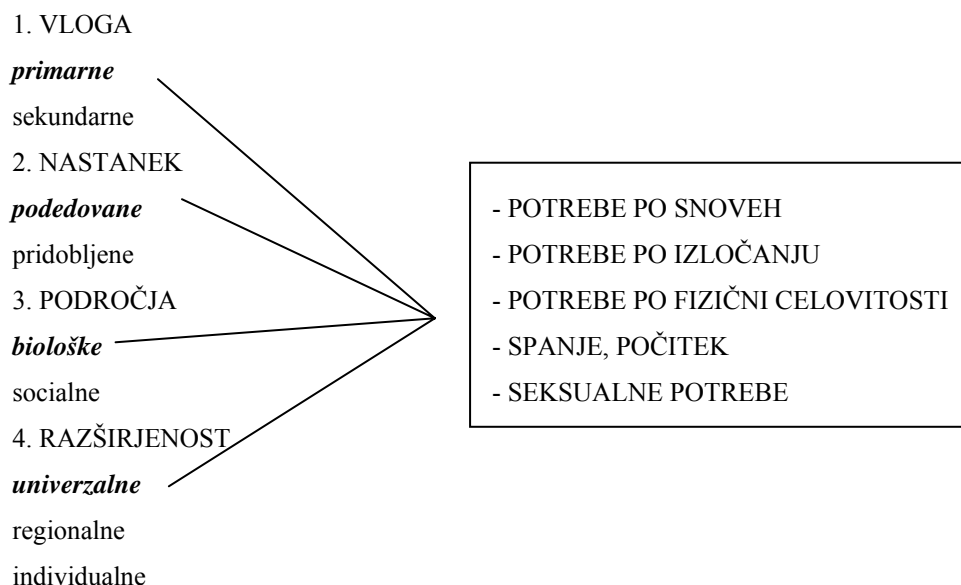 1. VLOGA
primarne
sekundarne
2. NASTANEK
podedovane
pridobljene
3. PODROČJA
biološke
socialne
4. RAZŠIRJENOST
univerzalne
regionalne
individualne
- POTREBE PO SNOVEH
- POTREBE PO IZLOČANJU
- POTREBE PO FIZIČNI CELOVITOSTI
- SPANJE, POČITEK
- SEKSUALNE POTREBE